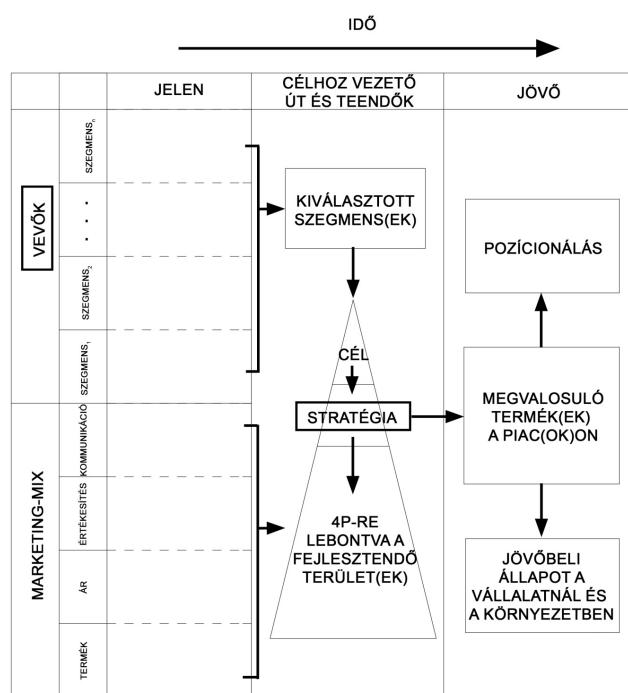 IDŐ
JELEN
CÉLHOZ VEZETŐ
ÚT ÉS TEENDŐK
JÖVŐ
VEVŐK
SZEGMENSₙ
. . .
SZEGMENS₂
SZEGMENS₁
KIVÁLASZTOTT
SZEGMENS(EK)
CÉL
STRATÉGIA
4P-RE
LEBONTVA A
FEJLESZTENDŐ
TERÜLET(EK)
POZÍCIONÁLÁS
MEGVALOSULÓ
TERMÉK(EK)
A PIAC(OK)ON
JÖVŐBELI
ÁLLAPOT A
VÁLLALATNÁL ÉS
A KÖRNYEZETBEN
MARKETING-MIX
KOMMUNIKÁCIÓ
ÉRTÉKESÍTÉS
ÁR
TERMÉK